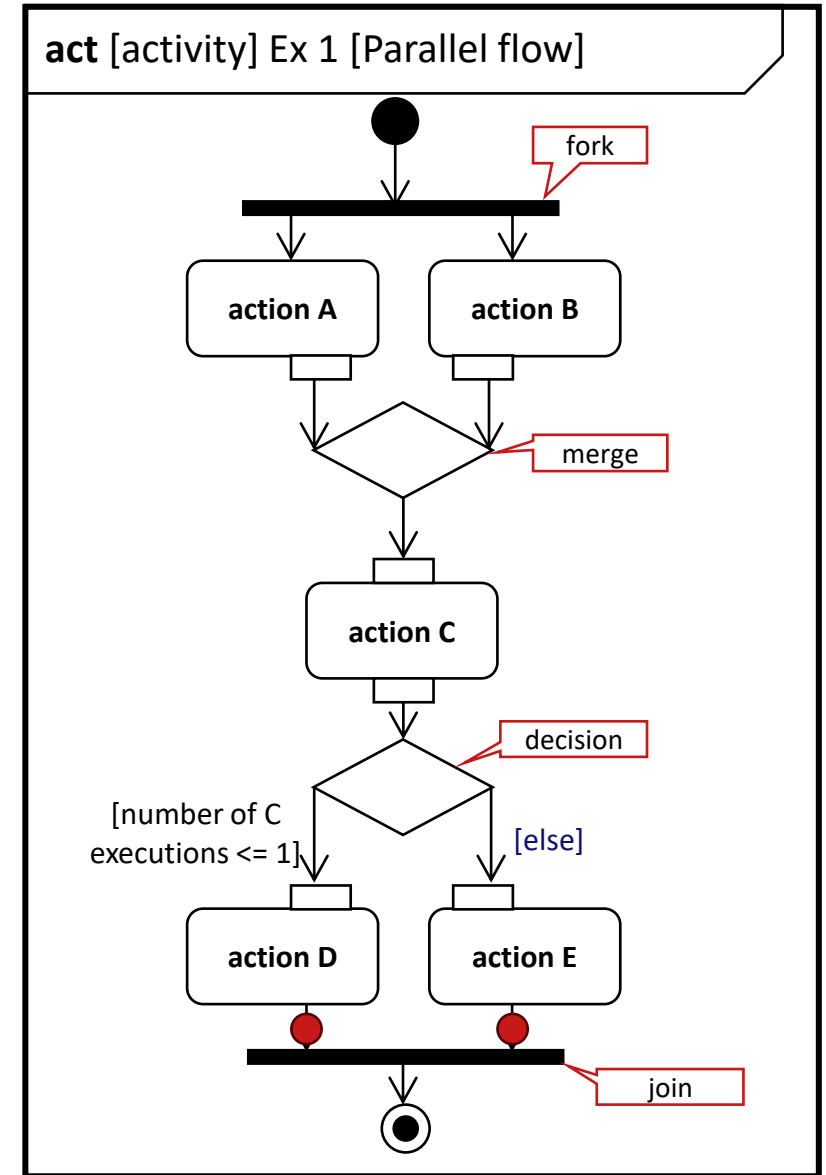 act [activity] Ex 1 [Parallel flow]
fork
action A
action B
merge
action C
decision
[number of C
executions <= 1]
[else]
action D
action E
join